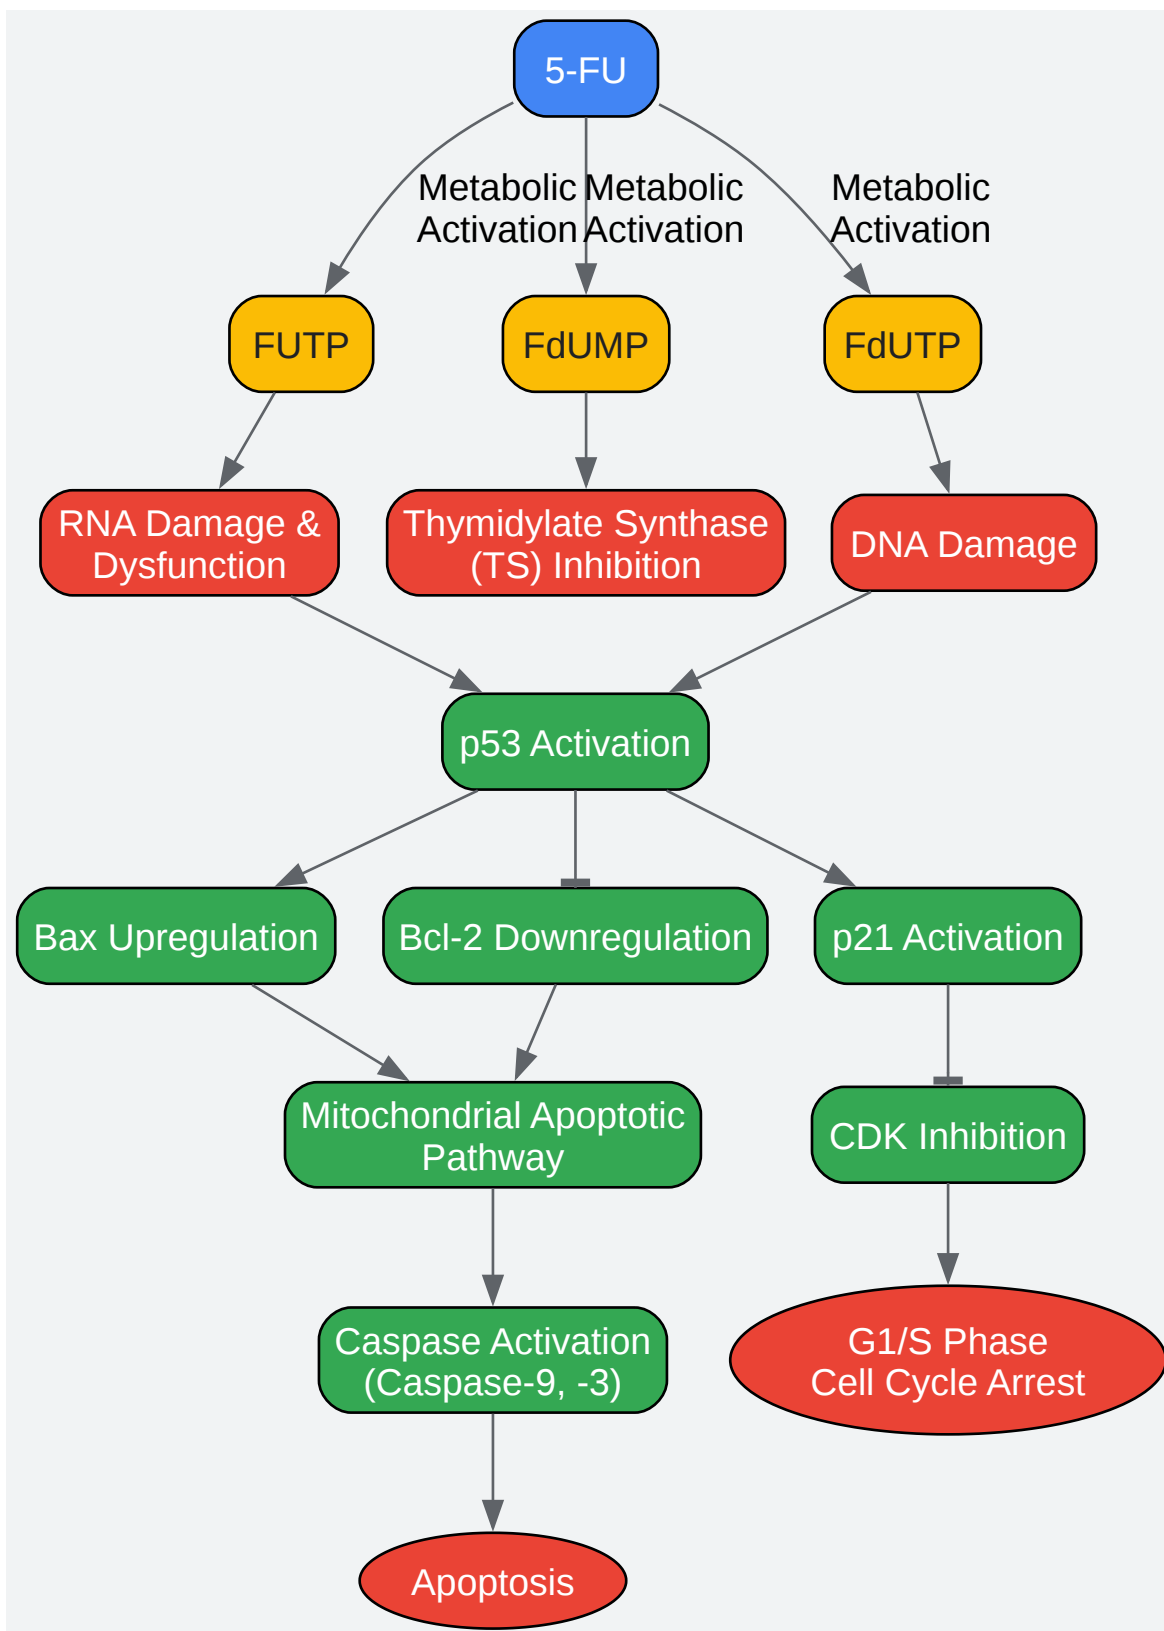 5-FU
Metabolic
Activation
Metabolic
Activation
Metabolic
Activation
FUTP
FdUMP
FdUTP
RNA Damage &
Dysfunction
Thymidylate Synthase
(TS) Inhibition
DNA Damage
p53 Activation
Bax Upregulation
Bcl-2 Downregulation
p21 Activation
Mitochondrial Apoptotic
Pathway
CDK Inhibition
Caspase Activation
(Caspase-9, -3)
G1/S Phase
Cell Cycle Arrest
Apoptosis